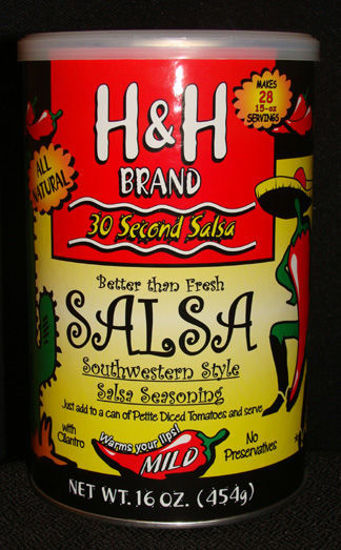 H&H
BRAND
MAKES
28
15-oz
SERVINGS
ALL
NATURAL
30 Second Salsa
Better than Fresh
SALSA
Southwestern Style
Salsa Seasoning
Just add to a can of Petite Diced Tomatoes and serve
with
Cilantro
Warms your lips!
MILD
No
Preservatives
NET WT. 16 OZ. (454g)